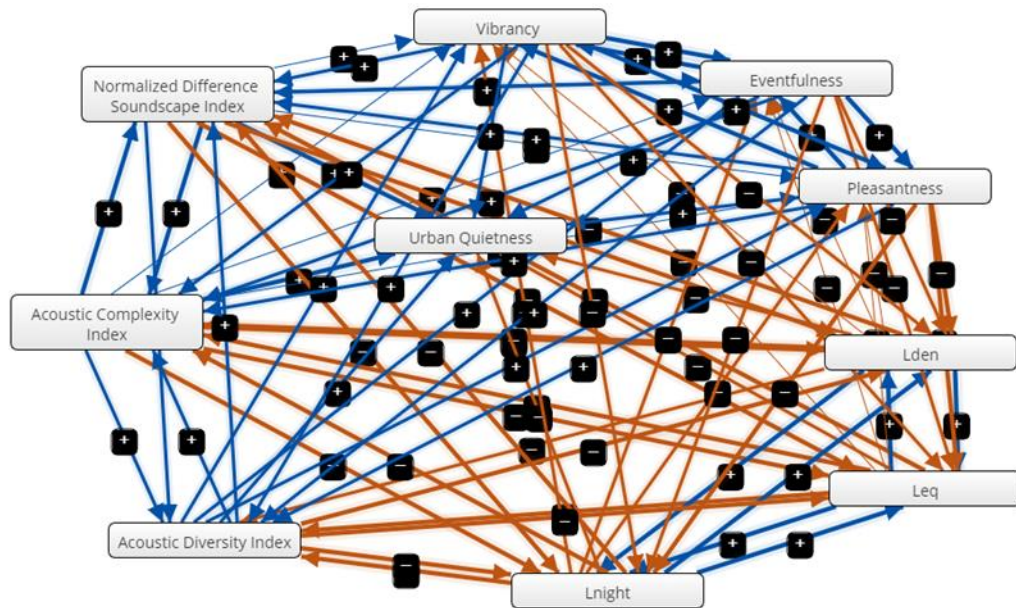 Vibrancy
Eventfulness
Normalized Difference
Soundscape Index
Pleasantness
Urban Quietness
Acoustic Complexity
Index
Lden
Leq
Acoustic Diversity Index
Lnight